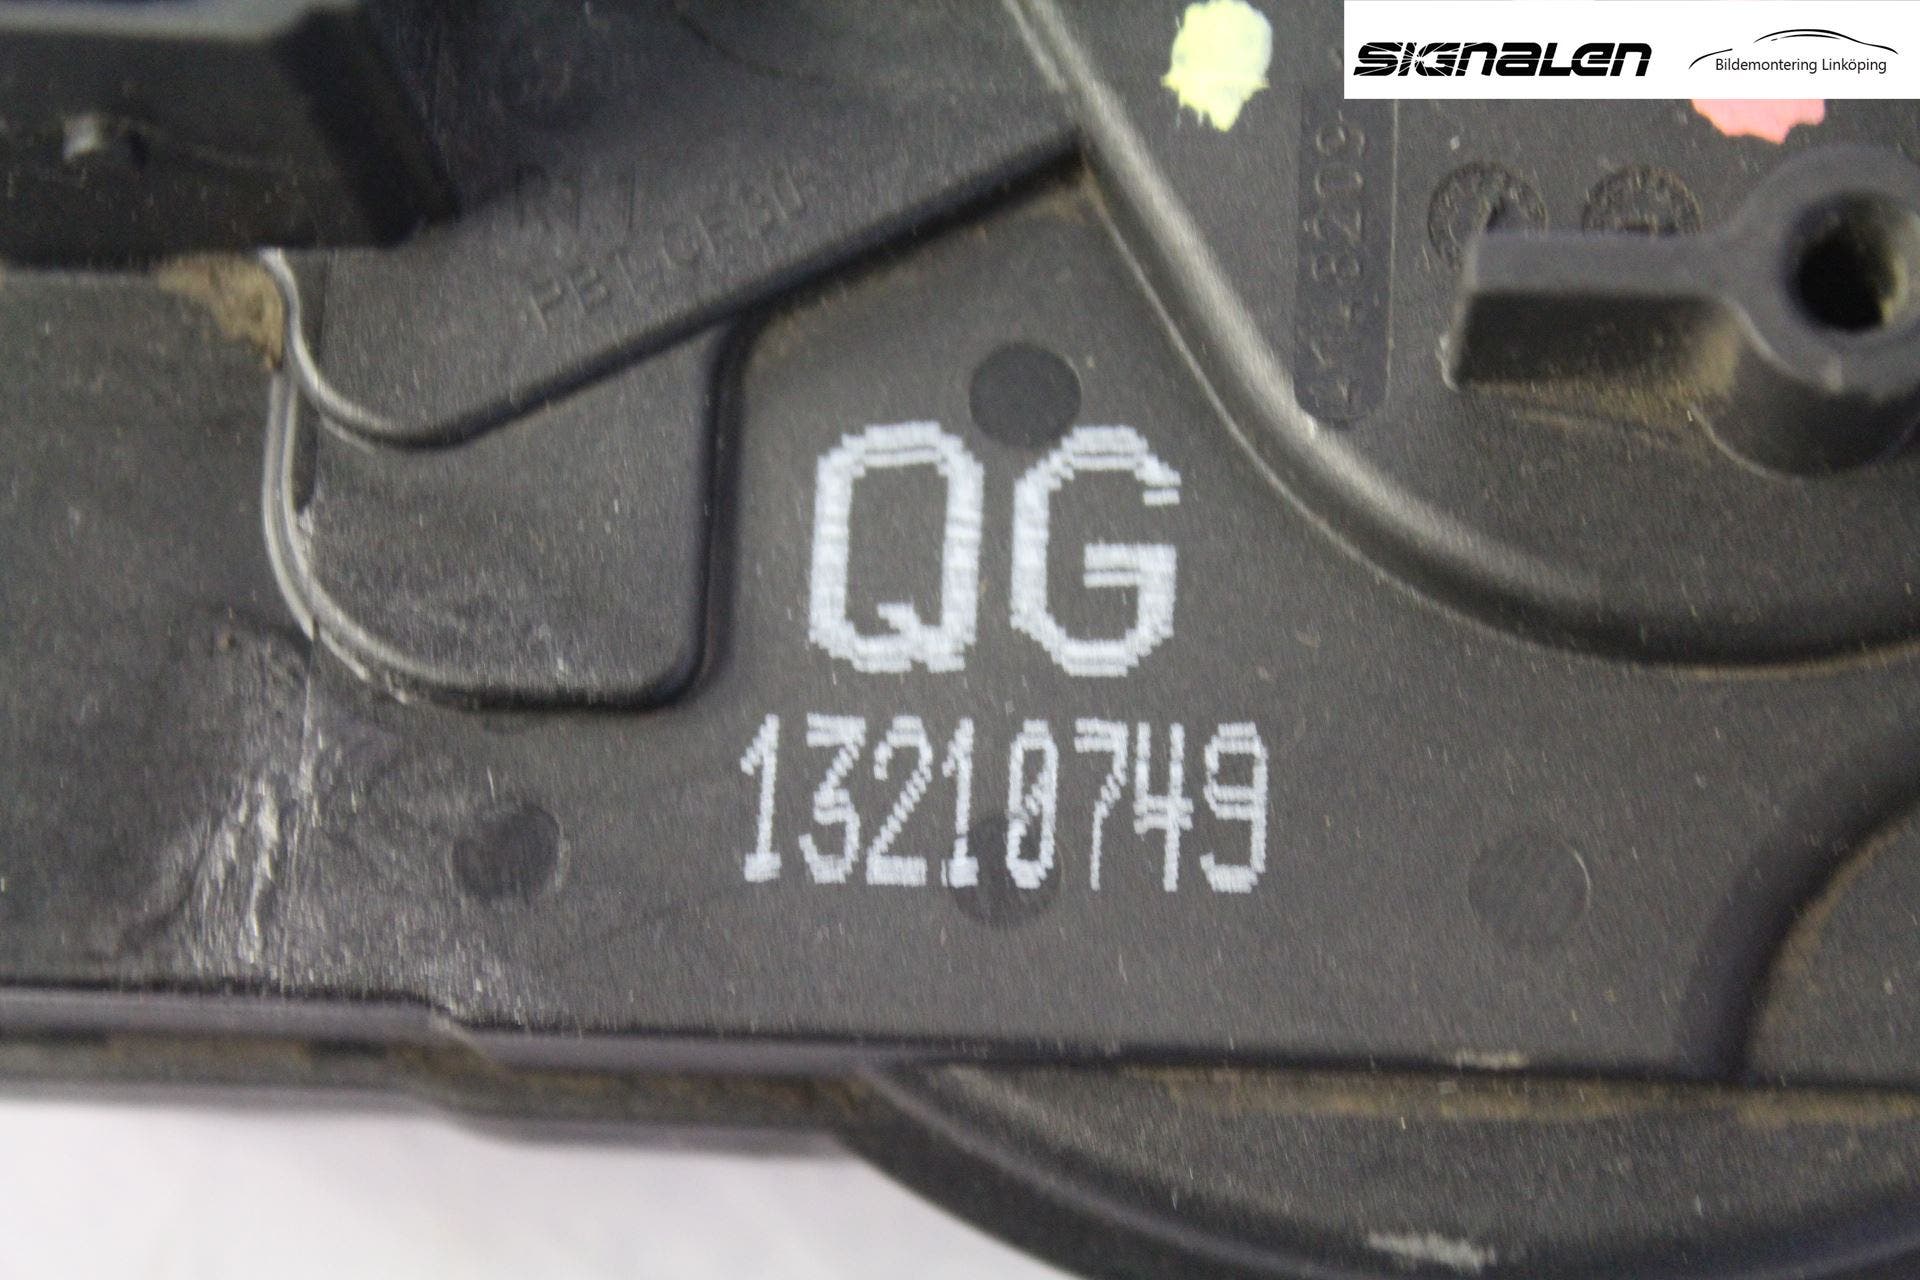 SIGNALEN
Bildemontering Linköping
QG
13210749